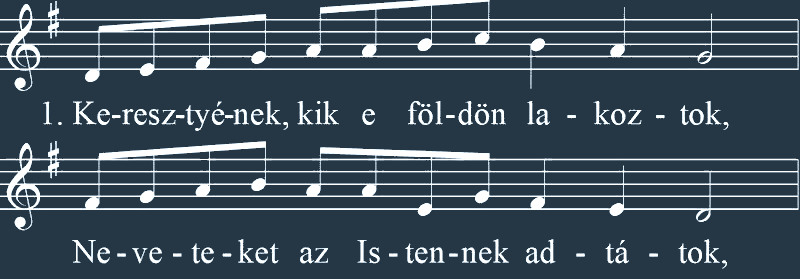 1. Ke-resz-tyé-nek, kik e föl-dön la - koz - tok,
Ne - ve - te - ket az Is - ten - nek ad - tá - tok,